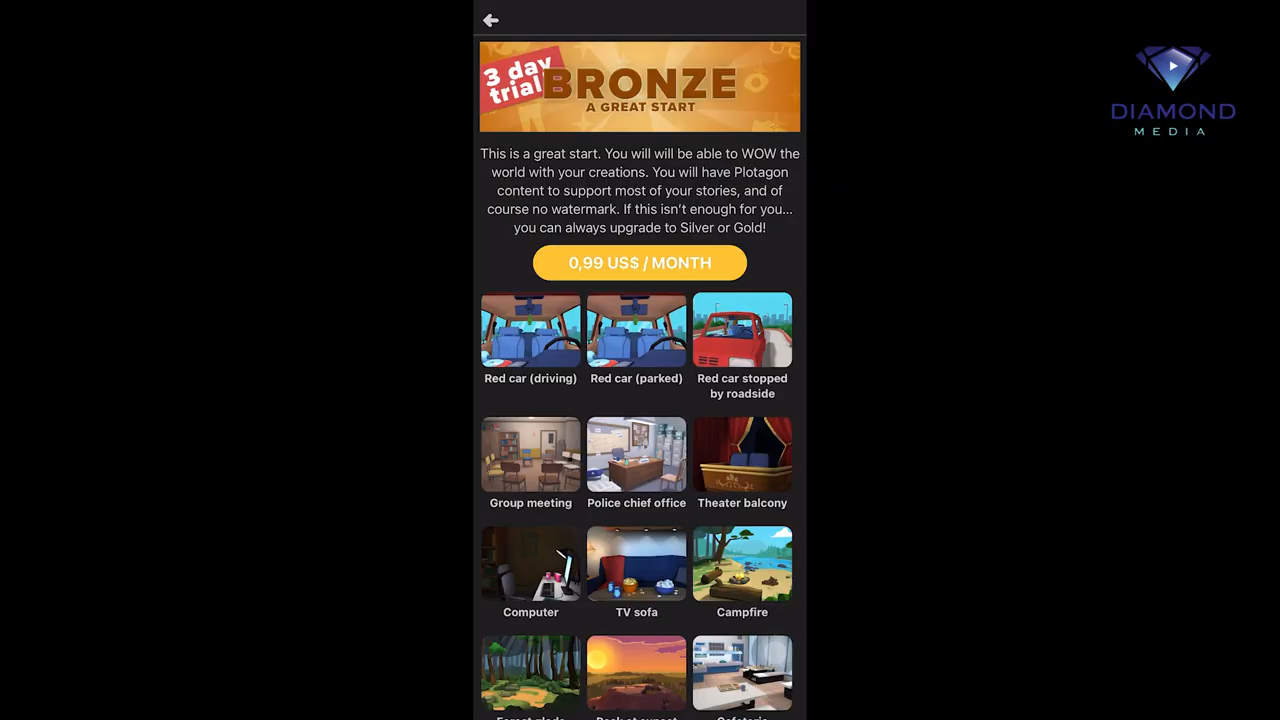 3 day
trial
BRONZE
A GREAT START
This is a great start. You will will be able to WOW the
world with your creations. You will have Plotagon
content to support most of your stories, and of
course no watermark. If this isn't enough for you...
you can always upgrade to Silver or Gold!
0,99 US$ / MONTH
Red car (driving)
Red car (parked)
Red car stopped
by roadside
Group meeting
Police chief office
Theater balcony
Computer
TV sofa
Campfire
DIAMOND
MEDIA